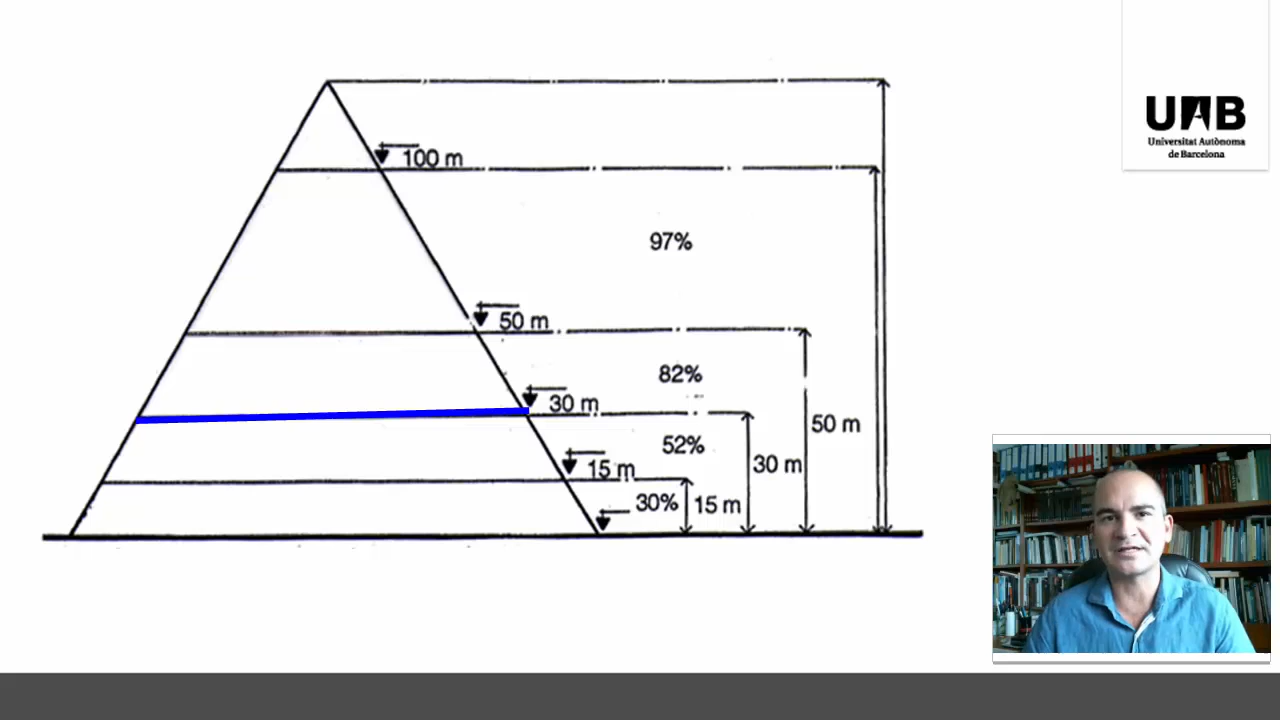 UAB
Universitat Autònoma
de Barcelona
100 m
97%
50 m
82%
30 m
50 m
52%
30 m
15 m
30%
15 m